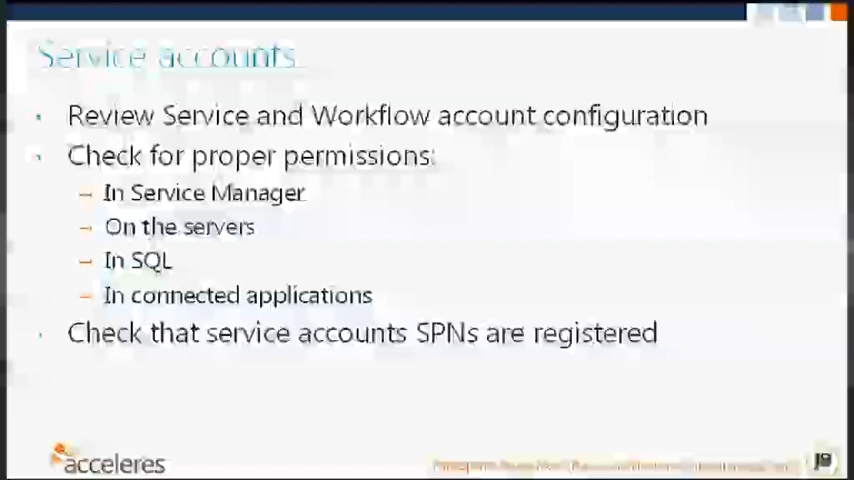 Service accounts
Review Service and Workflow account configuration
Check for proper permissions:
– In Service Manager
– On the servers
– In SQL
– In connected applications
Check that service accounts SPNs are registered
acceleres